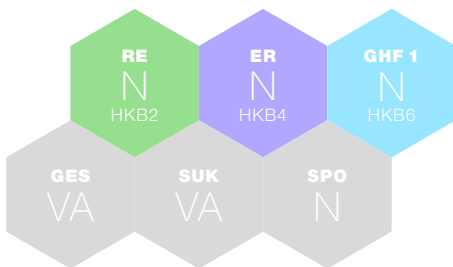 RE ER GHF 1
N N N
HKB2 HKB4 HKB6
GES SUK SPO
VA VA N